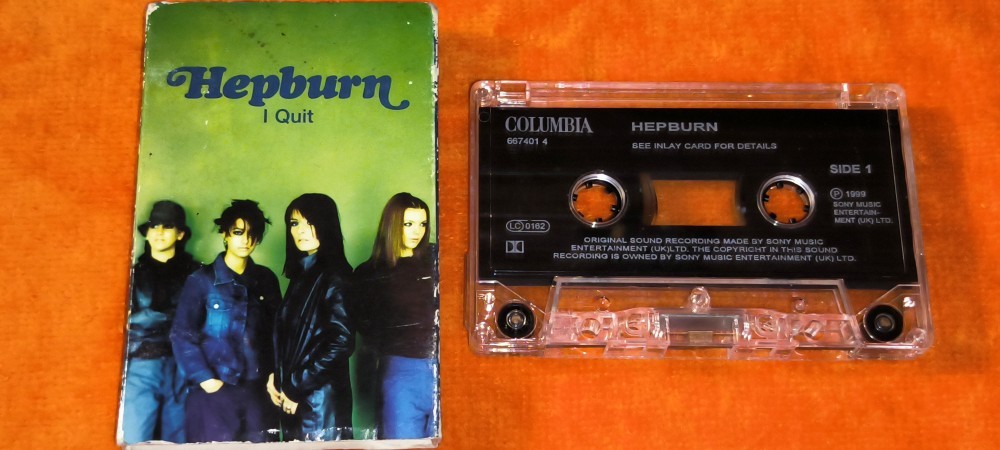 Hepburn
I Quit
COLUMBIA
667401 4
HEPBURN
SEE INLAY CARD FOR DETAILS
SIDE 1
℗ 1999
SONY MUSIC
ENTERTAIN-
MENT (UK) LTD.
LC 0162
ORIGINAL SOUND RECORDING MADE BY SONY MUSIC
ENTERTAINMENT (UK)LTD. THE COPYRIGHT IN THIS SOUND
RECORDING IS OWNED BY SONY MUSIC ENTERTAINMENT (UK) LTD.